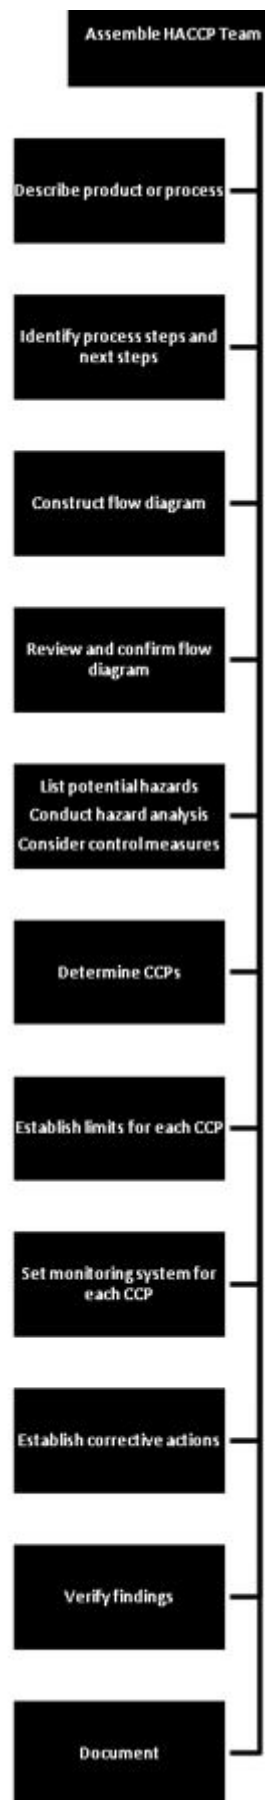 Assemble HACCP Team
Describe product or process
Identify process steps and
next steps
Construct flow diagram
Review and confirm flow
diagram
List potential hazards
Conduct hazard analysis
Consider control measures
Determine CCPs
Establish limits for each CCP
Set monitoring system for
each CCP
Establish corrective actions
Verify findings
Document